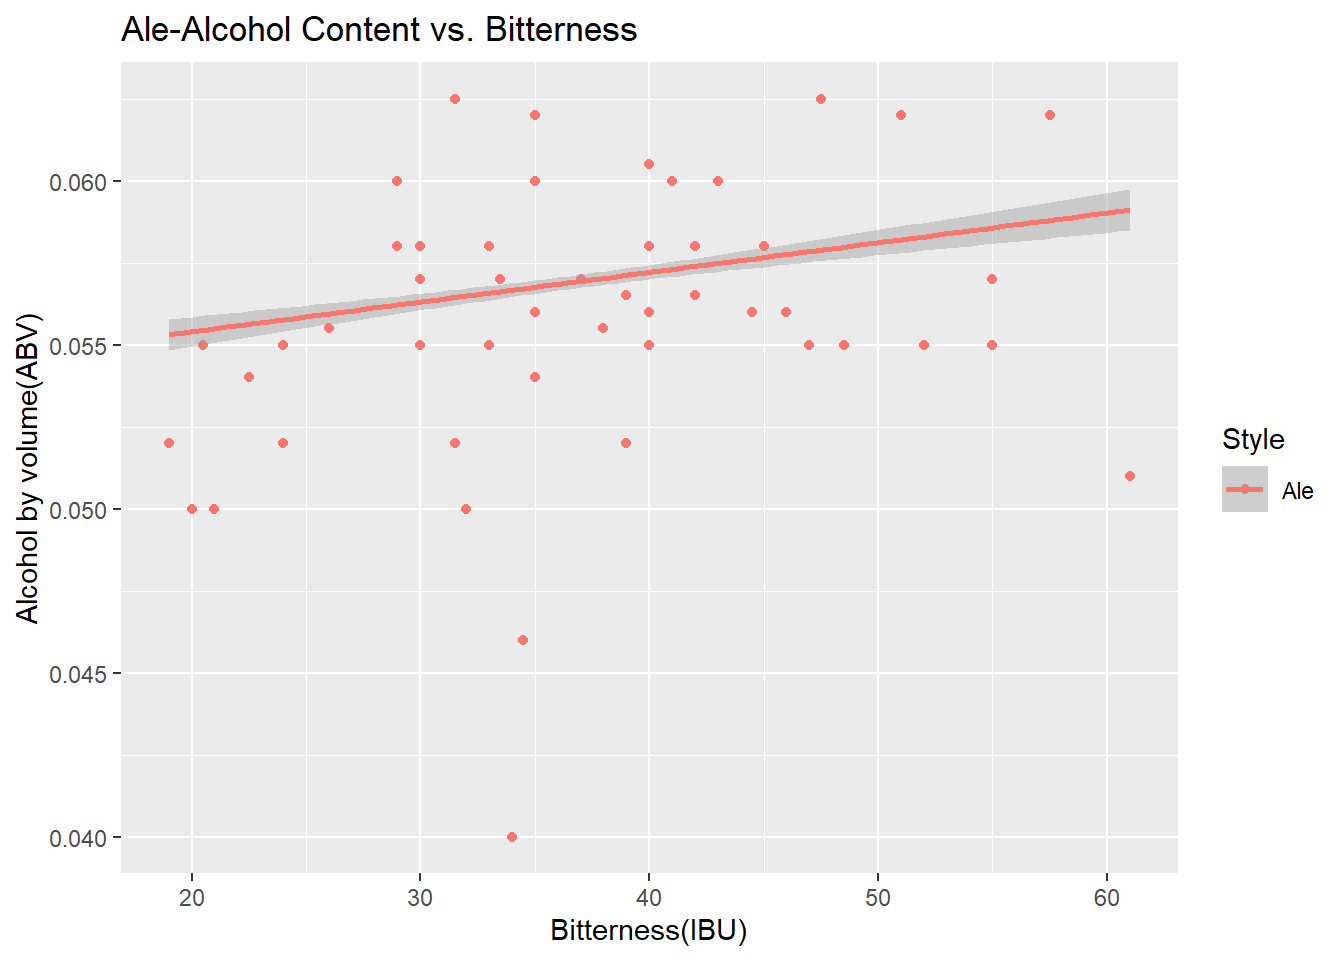 Ale-Alcohol Content vs. Bitterness
Alcohol by volume(ABV)
0.060
0.055
0.050
0.045
0.040
20 30 40 50 60
Bitterness(IBU)
Style
Ale